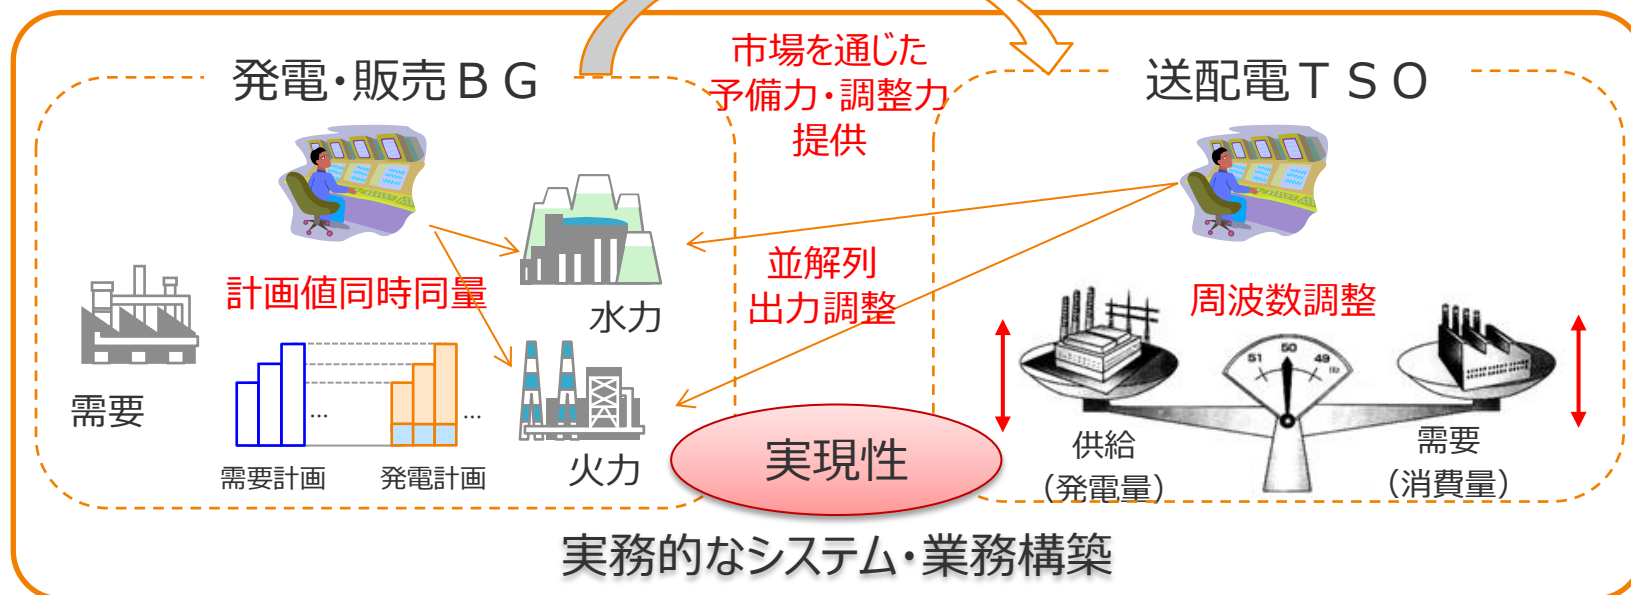 発電・販売ＢＧ
市場を通じた
予備力・調整力
提供
送配電ＴＳＯ
計画値同時同量
水力
並解列
出力調整
周波数調整
51 50 49
需要
...
...
需要計画
発電計画
火力
実現性
供給
（発電量）
需要
（消費量）
実務的なシステム・業務構築